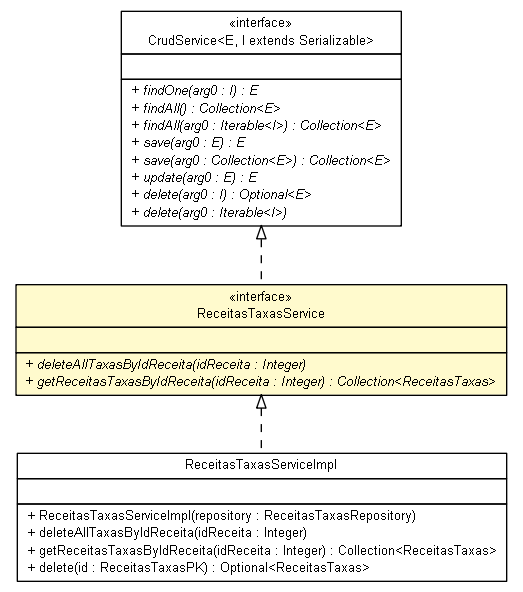 «interface»
CrudService<E, I extends Serializable>
+ findOne(arg0 : I) : E
+ findAll() : Collection<E>
+ findAll(arg0 : Iterable<I>) : Collection<E>
+ save(arg0 : E) : E
+ save(arg0 : Collection<E>) : Collection<E>
+ update(arg0 : E) : E
+ delete(arg0 : I) : Optional<E>
+ delete(arg0 : Iterable<I>)
«interface»
ReceitasTaxasService
+ deleteAllTaxasByIdReceita(idReceita : Integer)
+ getReceitasTaxasByIdReceita(idReceita : Integer) : Collection<ReceitasTaxas>
ReceitasTaxasServiceImpl
+ ReceitasTaxasServiceImpl(repository : ReceitasTaxasRepository)
+ deleteAllTaxasByIdReceita(idReceita : Integer)
+ getReceitasTaxasByIdReceita(idReceita : Integer) : Collection<ReceitasTaxas>
+ delete(id : ReceitasTaxasPK) : Optional<ReceitasTaxas>